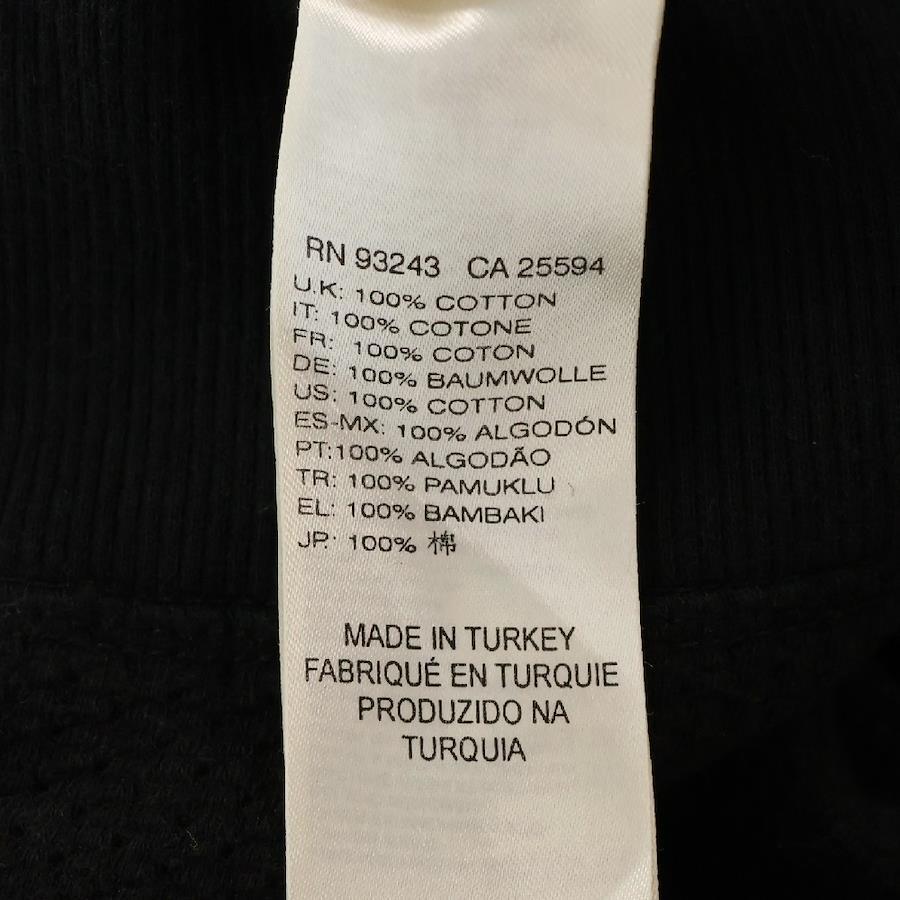 RN 93243 CA 25594
U.K: 100% COTTON
IT: 100% COTONE
FR: 100% COTON
DE: 100% BAUMWOLLE
US: 100% COTTON
ES-MX: 100% ALGODÓN
PT:100% ALGODÃO
TR: 100% PAMUKLU
EL: 100% BAMBAKI
JP: 100% 棉
MADE IN TURKEY
FABRIQUÉ EN TURQUIE
PRODUZIDO NA
TURQUIA